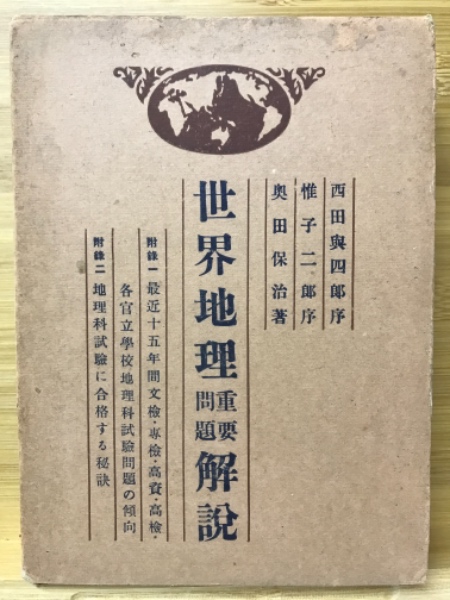 西田與四郎序
惟子二郎序
奥田保治著
世界地理重要問題解說
附錄一 最近十五年間文檢・專檢・高資・高檢・
各官立學校地理科試驗問題の傾向
附錄二 地理科試驗に合格する秘訣